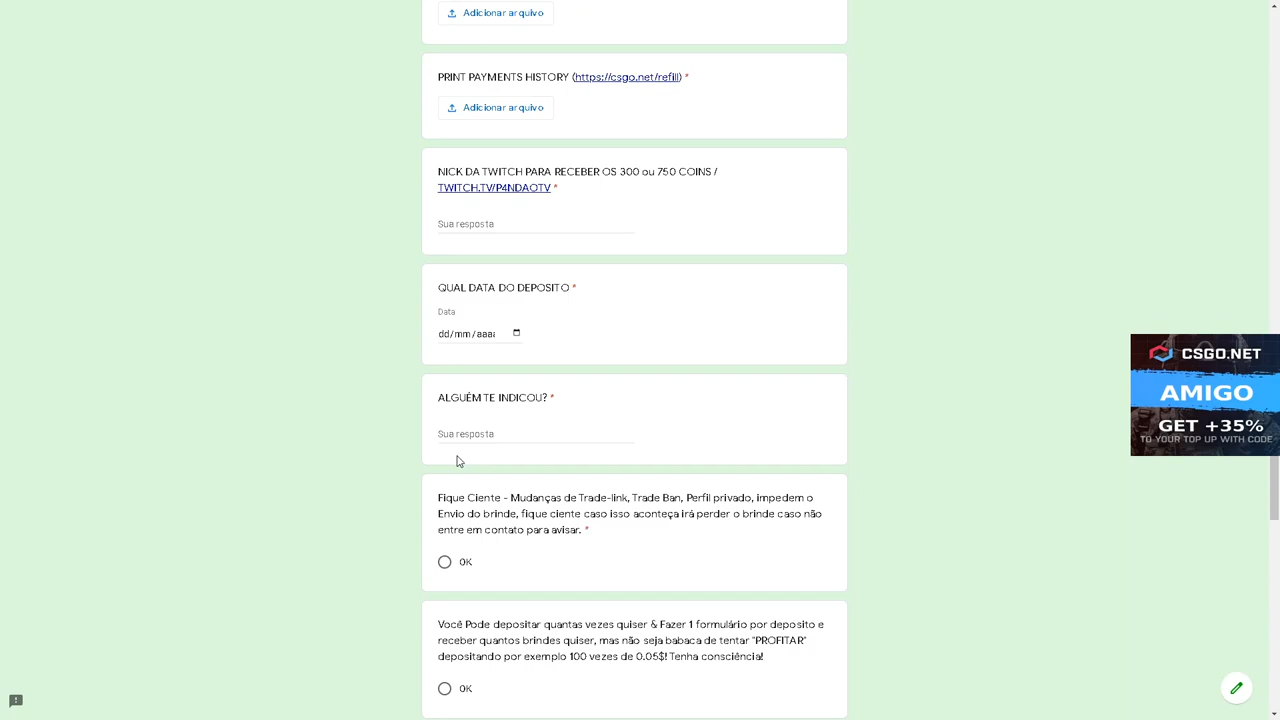 Adicionar arquivo
PRINT PAYMENTS HISTORY (https://csgo.net/refill) *
Adicionar arquivo
NICK DA TWITCH PARA RECEBER OS 300 ou 750 COINS /
TWITCH.TV/P4NDAOTV *
Sua resposta
QUAL DATA DO DEPOSITO *
Data
dd/mm/aaaa
ALGUÉM TE INDICOU? *
Sua resposta
Fique Ciente - Mudanças de Trade-link, Trade Ban, Perfil privado, impedem o
Envio do brinde, fique ciente caso isso aconteça irá perder o brinde caso não
entre em contato para avisar. *
OK
Você Pode depositar quantas vezes quiser & Fazer 1 formulário por deposito e
receber quantos brindes quiser, mas não seja babaca de tentar "PROFITAR"
depositando por exemplo 100 vezes de 0.05$! Tenha consciência!
OK
CSGO.NET
AMIGO
GET +35%
TO YOUR TOP UP WITH CODE